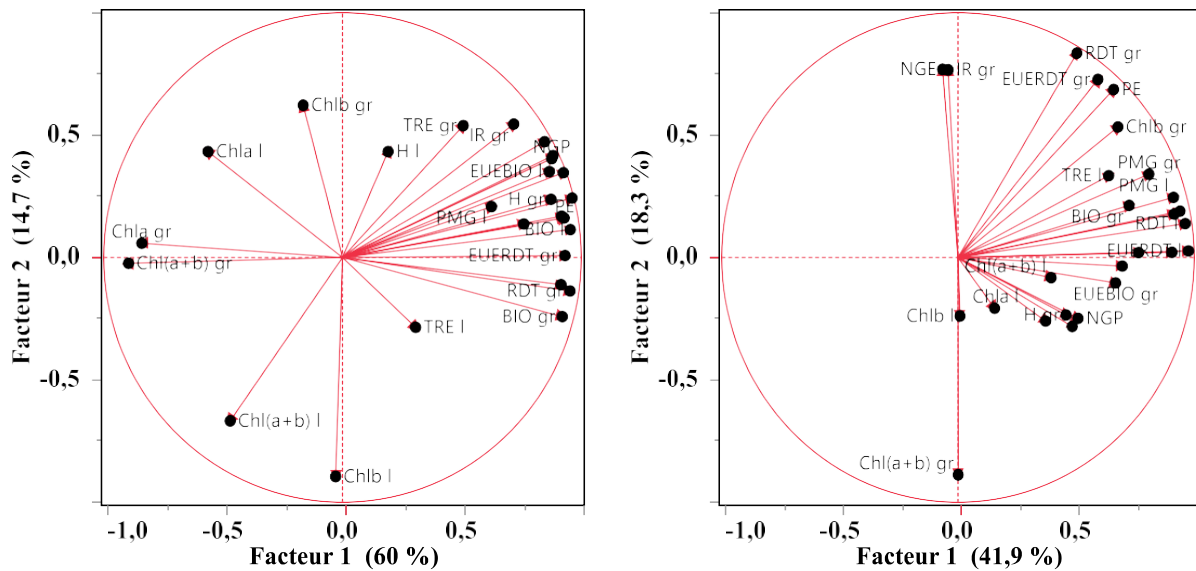 Facteur 2 (14,7 %)
0,5
0,0
-0,5
Chlb gr
Chla l
TRE gr
IR gr
H l
NGP
EUEBIO l
H gr
PE
PMG l
BIO l
Chla gr
Chl(a+b) gr
EUERDT gr
RDT gr
BIO gr
TRE l
Chl(a+b) l
Chlb l
-1,0 -0,5 0,0 0,5
Facteur 1 (60 %)
Facteur 2 (18,3 %)
0,5
0,0
-0,5
RDT gr
NGE
IR gr
EUERDT gr
PE
Chlb gr
TRE l
PMG gr
PMG l
BIO gr
RDT l
EUERDT l
Chl(a+b) l
EUEBIO gr
Chla l
Chlb l
H gr
NGP
Chl(a+b) gr
-1,0 -0,5 0,0 0,5
Facteur 1 (41,9 %)